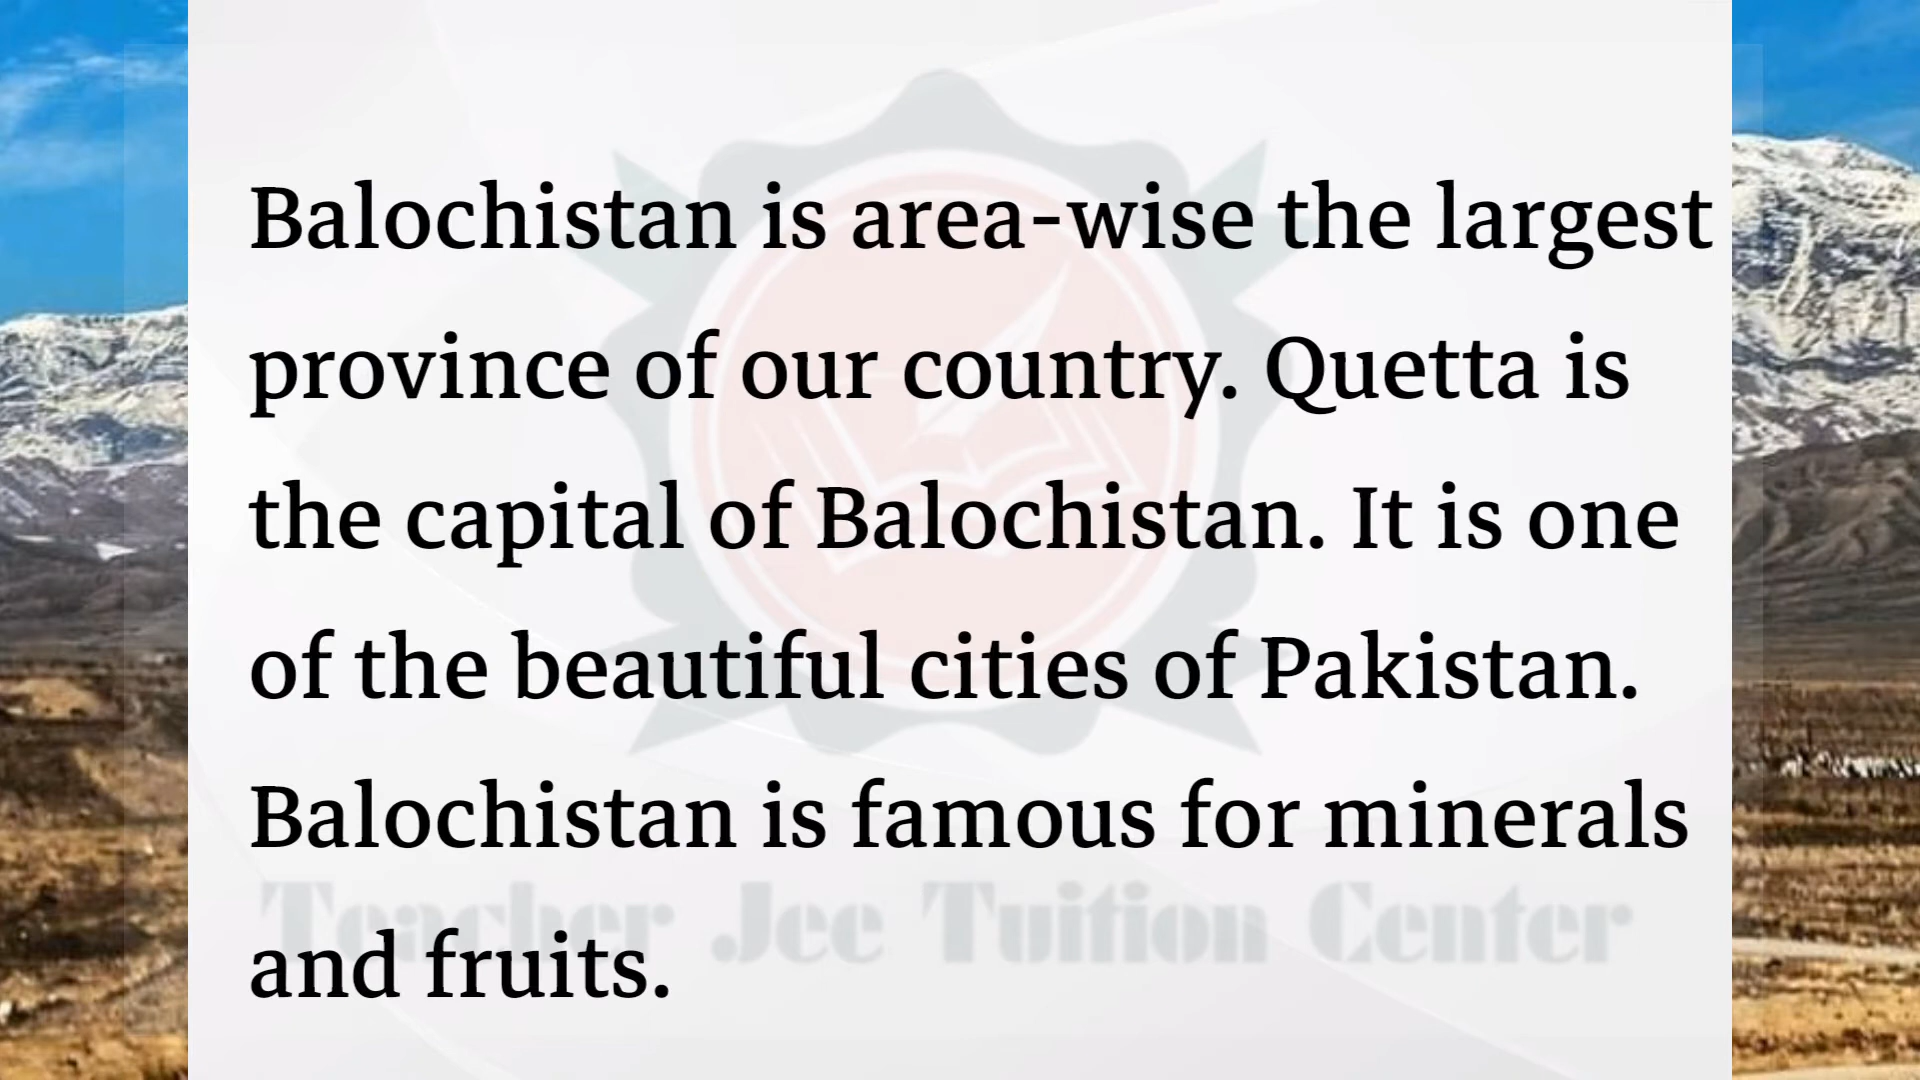 Balochistan is area-wise the largest
province of our country. Quetta is
the capital of Balochistan. It is one
of the beautiful cities of Pakistan.
Balochistan is famous for minerals
Teacher Jee Tuition Center
and fruits.